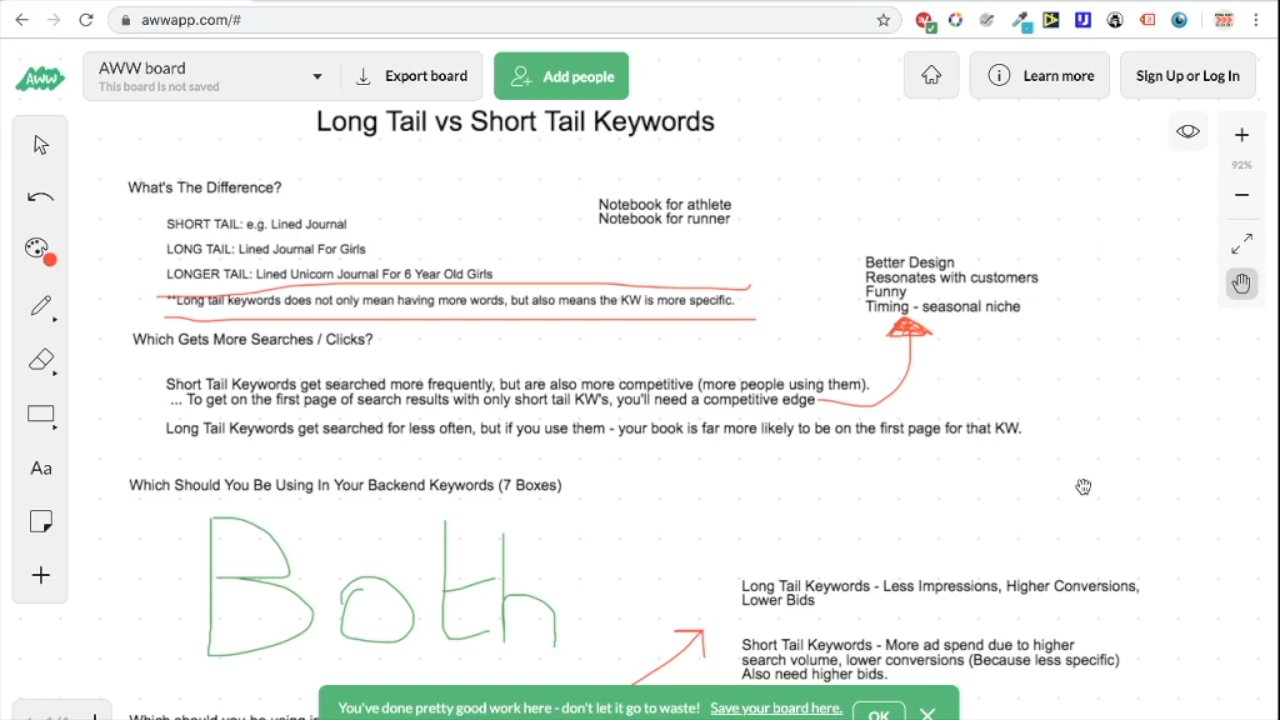 awwapp.com/#
AWW
AWW board
This board is not saved
Export board
Add people
Learn more
Sign Up or Log In
Long Tail vs Short Tail Keywords
92%
What's The Difference?
Notebook for athlete
Notebook for runner
SHORT TAIL: e.g. Lined Journal
LONG TAIL: Lined Journal For Girls
LONGER TAIL: Lined Unicorn Journal For 6 Year Old Girls
**Long tail keywords does not only mean having more words, but also means the KW is more specific.
Better Design
Resonates with customers
Funny
Timing - seasonal niche
Which Gets More Searches / Clicks?
Short Tail Keywords get searched more frequently, but are also more competitive (more people using them).
... To get on the first page of search results with only short tail KW's, you'll need a competitive edge
Long Tail Keywords get searched for less often, but if you use them - your book is far more likely to be on the first page for that KW.
Aa
Which Should You Be Using In Your Backend Keywords (7 Boxes)
Both
Long Tail Keywords - Less Impressions, Higher Conversions,
Lower Bids
Short Tail Keywords - More ad spend due to higher
search volume, lower conversions (Because less specific)
Also need higher bids.
You've done pretty good work here - don't let it go to waste! Save your board here.
OK
Which should you be using in